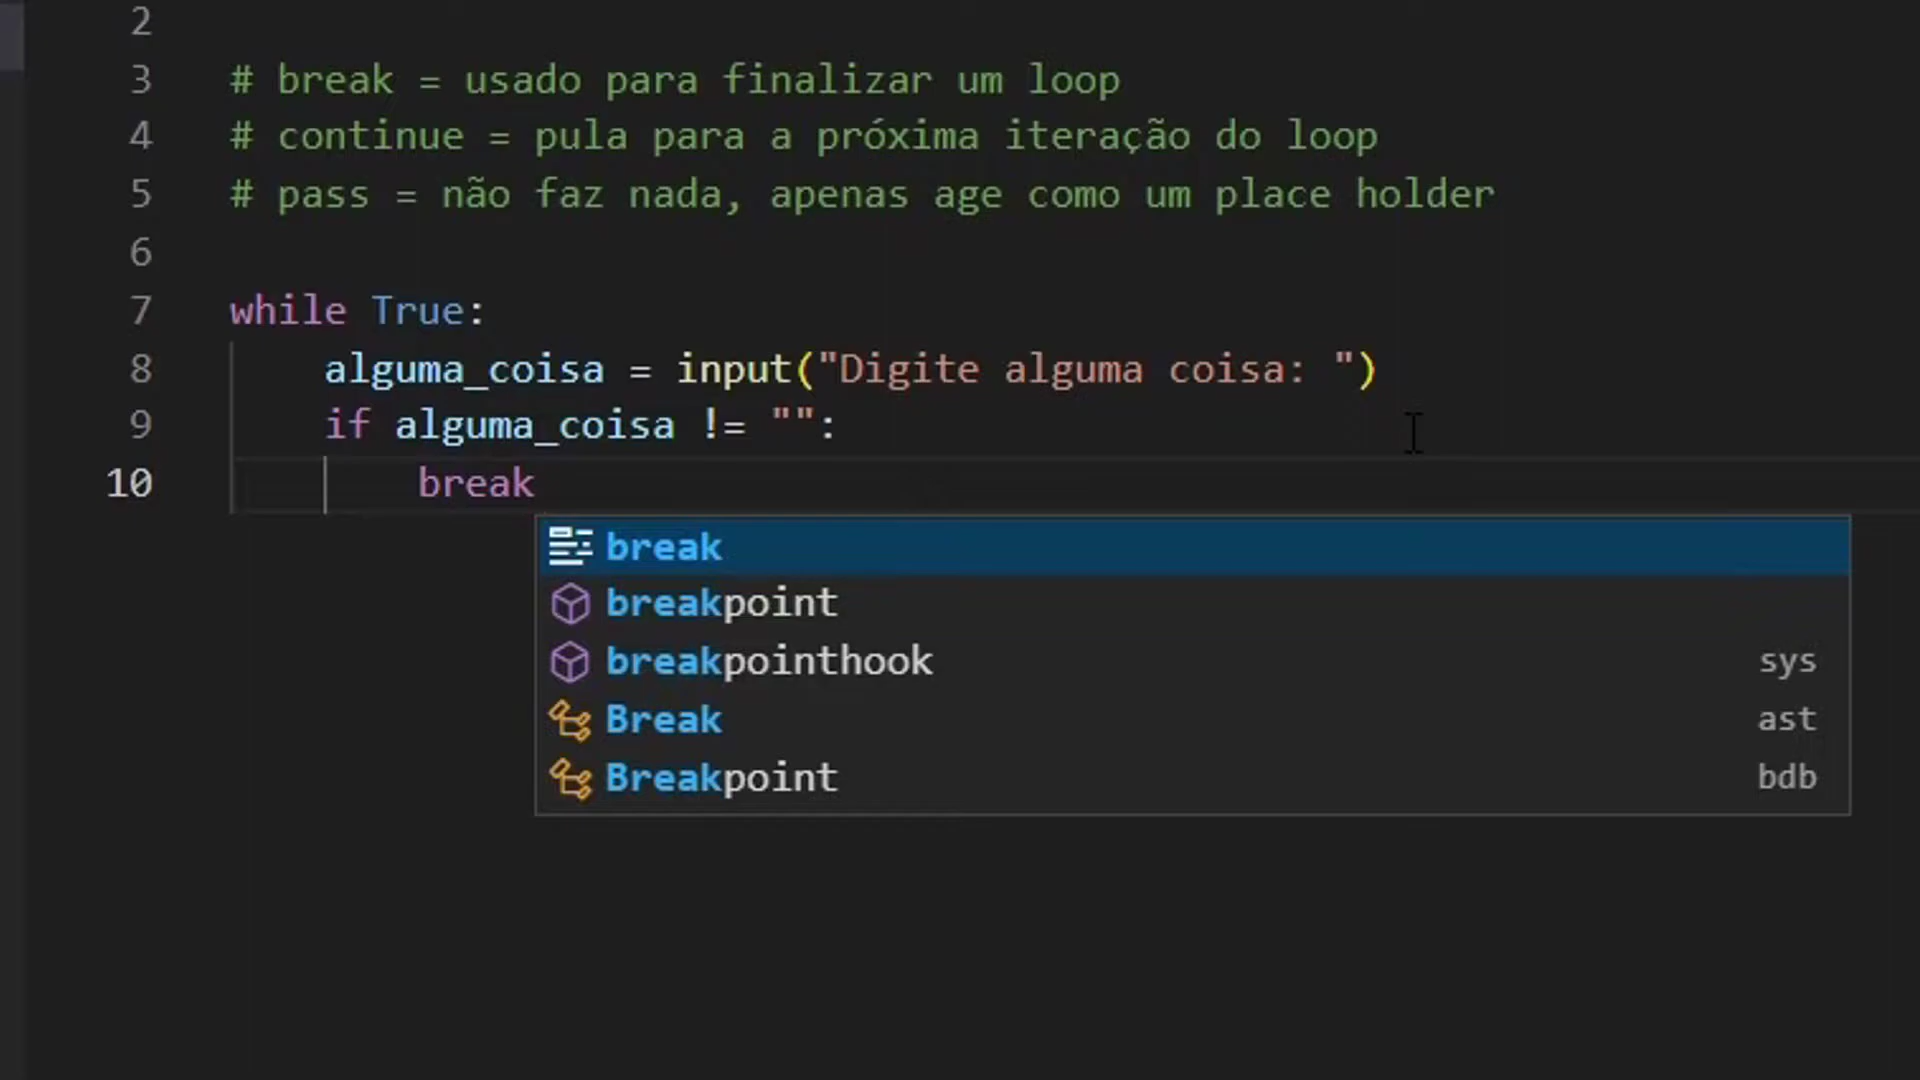 2
3 # break = usado para finalizar um loop
4 # continue = pula para a próxima iteração do loop
5 # pass = não faz nada, apenas age como um place holder
6
7 while True:
8 alguma_coisa = input("Digite alguma coisa: ")
9 if alguma_coisa != "":
10 break
break
breakpoint
breakpointhook sys
Break ast
Breakpoint bdb